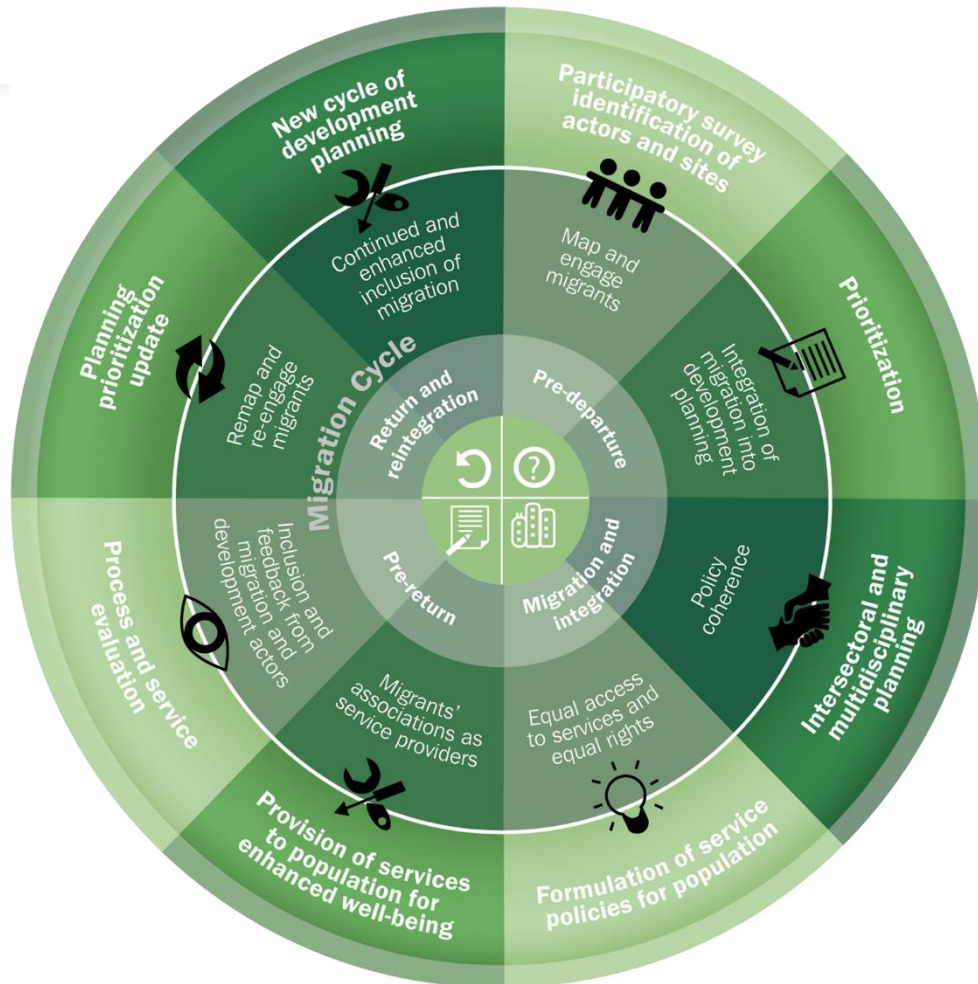 New cycle of
development
planning
Participatory survey
identification of
actors and sites
Prioritization
Intersectoral and
multidisciplinary
planning
Formulation of service
policies for population
Provision of services
to population for
enhanced well-being
Process and service
evaluation
Planning
prioritization
update
Continued and
enhanced
inclusion of
migration
Map and
engage
migrants
Integration of
migration into
development
planning
Policy
coherence
Equal access
to services and
equal rights
Migrants'
associations as
service providers
Inclusion and
feedback from
migration and
development actors
Remap and
re-engage
migrants
Migration Cycle
Return and
reintegration
Pre-departure
Migration and
integration
Pre-return
?